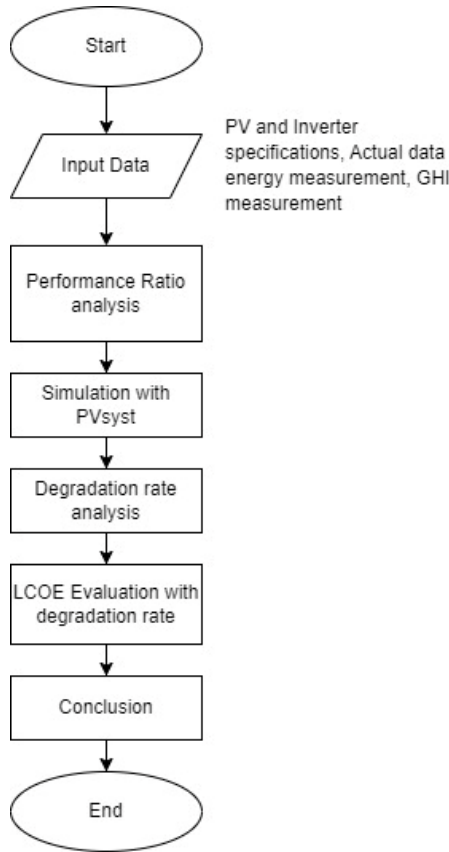 Start
Input Data
PV and Inverter
specifications, Actual data
energy measurement, GHI
measurement
Performance Ratio
analysis
Simulation with
PVsyst
Degradation rate
analysis
LCOE Evaluation with
degradation rate
Conclusion
End